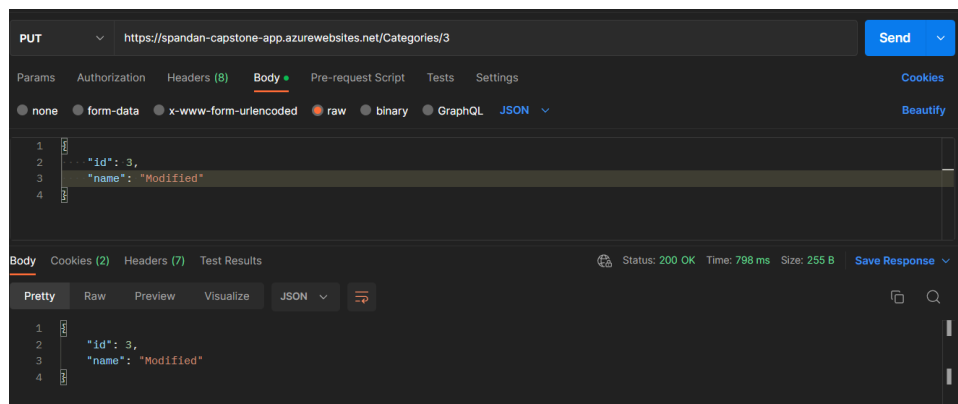 PUT https://spandan-capstone-app.azurewebsites.net/Categories/3 Send
Params Authorization Headers (8) Body Pre-request Script Tests Settings Cookies
none form-data x-www-form-urlencoded raw binary GraphQL JSON Beautify
1 {
2 "id": 3,
3 "name": "Modified"
4 }
Body Cookies (2) Headers (7) Test Results Status: 200 OK Time: 798 ms Size: 255 B Save Response
Pretty Raw Preview Visualize JSON
1 {
2 "id": 3,
3 "name": "Modified"
4 }